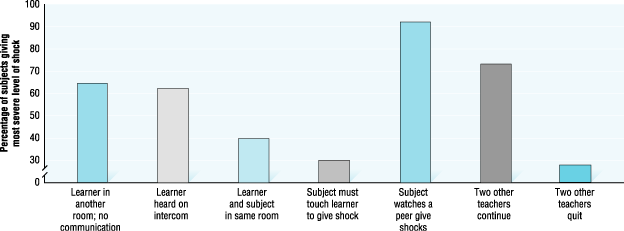 Percentage of subjects giving
most severe level of shock
100
90
80
70
60
50
40
30
0
Learner in
another
room; no
communication
Learner
heard on
intercom
Learner
and subject
in same room
Subject must
touch learner
to give shock
Subject
watches a
peer give
shocks
Two other
teachers
continue
Two other
teachers
quit